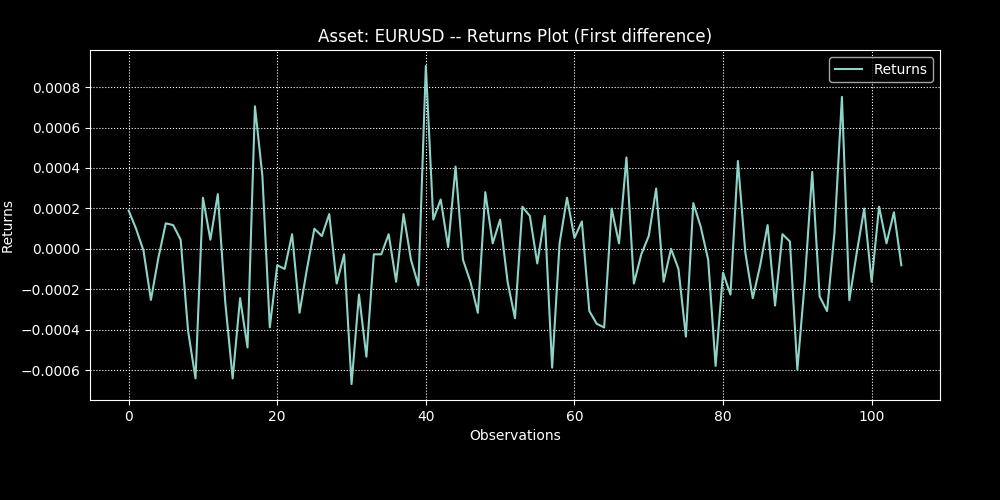 Asset: EURUSD -- Returns Plot (First difference)
Returns
0.0008
0.0006
0.0004
0.0002
0.0000
−0.0002
−0.0004
−0.0006
Returns
0 20 40 60 80 100
Observations